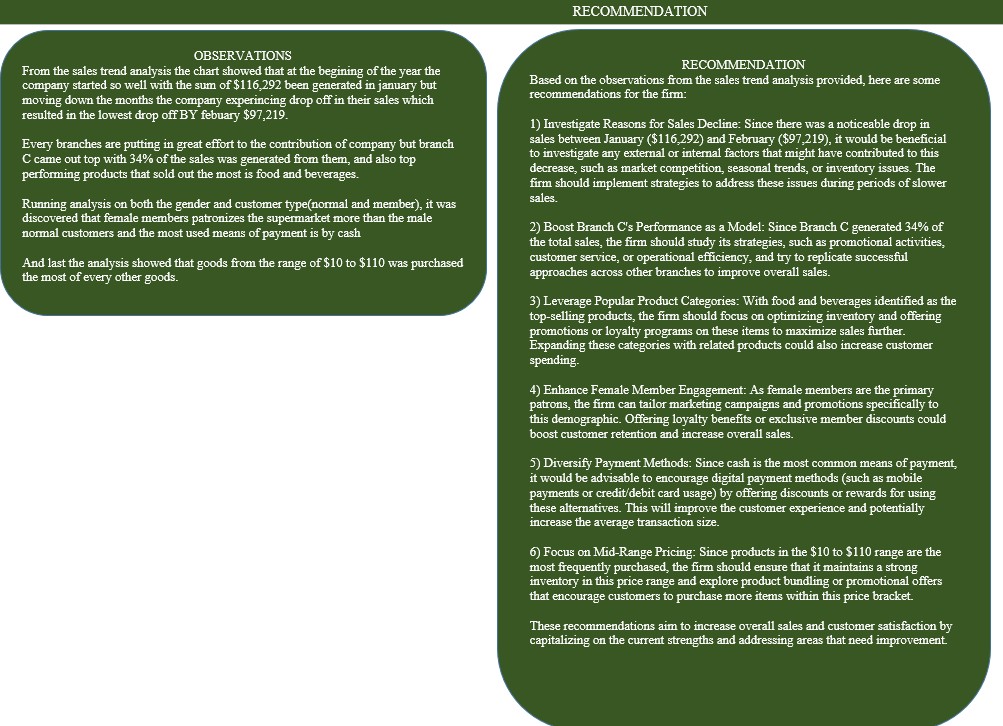 RECOMMENDATION
OBSERVATIONS
From the sales trend analysis the chart showed that at the begining of the year the
company started so well with the sum of $116,292 been generated in january but
moving down the months the company experincing drop off in their sales which
resulted in the lowest drop off BY febuary $97,219.
Every branches are putting in great effort to the contribution of company but branch
C came out top with 34% of the sales was generated from them, and also top
performing products that sold out the most is food and beverages.
Running analysis on both the gender and customer type(normal and member), it was
discovered that female members patronizes the supermarket more than the male
normal customers and the most used means of payment is by cash
And last the analysis showed that goods from the range of $10 to $110 was purchased
the most of every other goods.
RECOMMENDATION
Based on the observations from the sales trend analysis provided, here are some
recommendations for the firm:
1) Investigate Reasons for Sales Decline: Since there was a noticeable drop in
sales between January ($116,292) and February ($97,219), it would be beneficial
to investigate any external or internal factors that might have contributed to this
decrease, such as market competition, seasonal trends, or inventory issues. The
firm should implement strategies to address these issues during periods of slower
sales.
2) Boost Branch C's Performance as a Model: Since Branch C generated 34% of
the total sales, the firm should study its strategies, such as promotional activities,
customer service, or operational efficiency, and try to replicate successful
approaches across other branches to improve overall sales.
3) Leverage Popular Product Categories: With food and beverages identified as the
top-selling products, the firm should focus on optimizing inventory and offering
promotions or loyalty programs on these items to maximize sales further.
Expanding these categories with related products could also increase customer
spending.
4) Enhance Female Member Engagement: As female members are the primary
patrons, the firm can tailor marketing campaigns and promotions specifically to
this demographic. Offering loyalty benefits or exclusive member discounts could
boost customer retention and increase overall sales.
5) Diversify Payment Methods: Since cash is the most common means of payment,
it would be advisable to encourage digital payment methods (such as mobile
payments or credit/debit card usage) by offering discounts or rewards for using
these alternatives. This will improve the customer experience and potentially
increase the average transaction size.
6) Focus on Mid-Range Pricing: Since products in the $10 to $110 range are the
most frequently purchased, the firm should ensure that it maintains a strong
inventory in this price range and explore product bundling or promotional offers
that encourage customers to purchase more items within this price bracket.
These recommendations aim to increase overall sales and customer satisfaction by
capitalizing on the current strengths and addressing areas that need improvement.